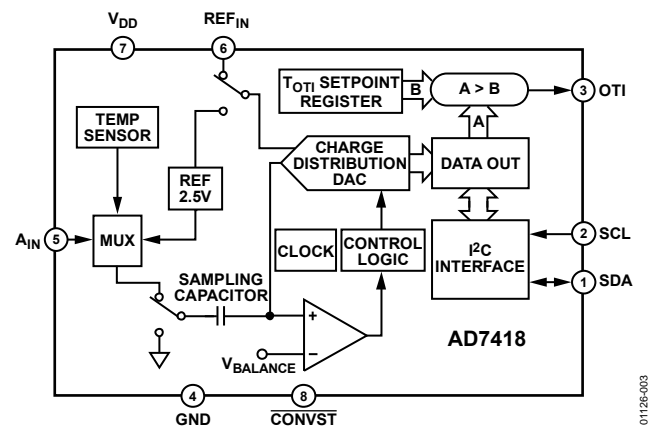 VDD
REFIN
7
6
TOTI SETPOINT
REGISTER
B
A > B
3
OTI
A
TEMP
SENSOR
REF
2.5V
CHARGE
DISTRIBUTION
DAC
DATA OUT
AIN
5
MUX
CLOCK
CONTROL
LOGIC
I2C
INTERFACE
2
SCL
1
SDA
SAMPLING
CAPACITOR
+
−
VBALANCE
AD7418
4
GND
8
CONVST
01126-003